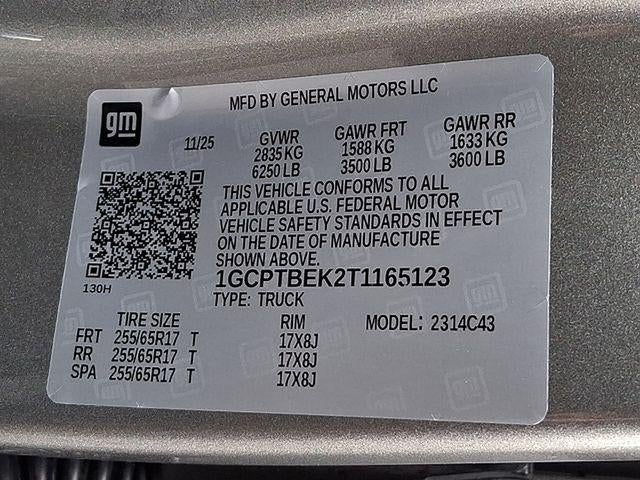 gm
MFD BY GENERAL MOTORS LLC
11/25 GVWR GAWR FRT GAWR RR
2835 KG 1588 KG 1633 KG
6250 LB 3500 LB 3600 LB
THIS VEHICLE CONFORMS TO ALL
APPLICABLE U.S. FEDERAL MOTOR
VEHICLE SAFETY STANDARDS IN EFFECT
ON THE DATE OF MANUFACTURE
SHOWN ABOVE.
1GCPTBEK2T1165123
130H
TYPE: TRUCK
TIRE SIZE RIM MODEL: 2314C43
FRT 255/65R17 T 17X8J
RR 255/65R17 T 17X8J
SPA 255/65R17 T 17X8J